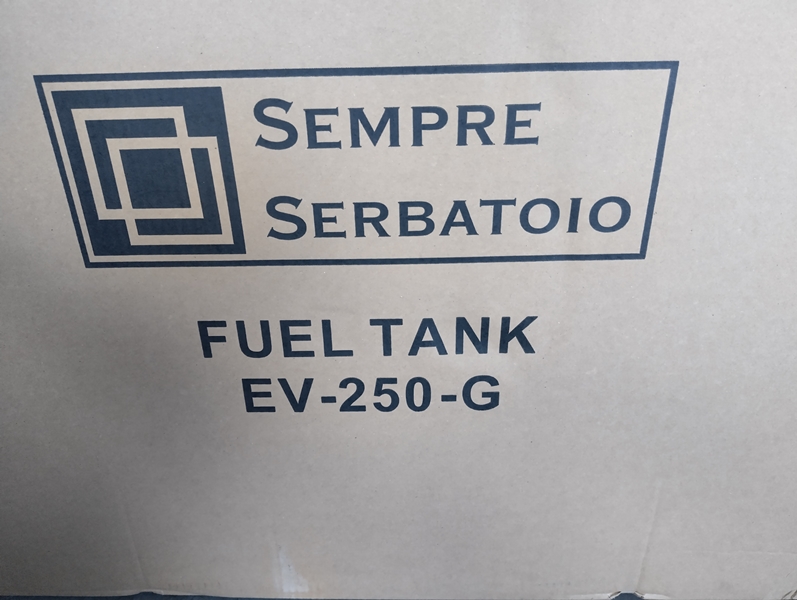 SEMPRE
SERBATOIO
FUEL TANK
EV-250-G